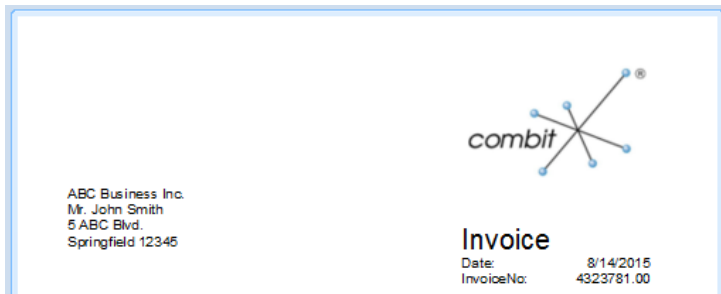 combit ®
ABC Business Inc.
Mr. John Smith
5 ABC Blvd.
Springfield 12345
Invoice
Date: 8/14/2015
InvoiceNo: 4323781.00